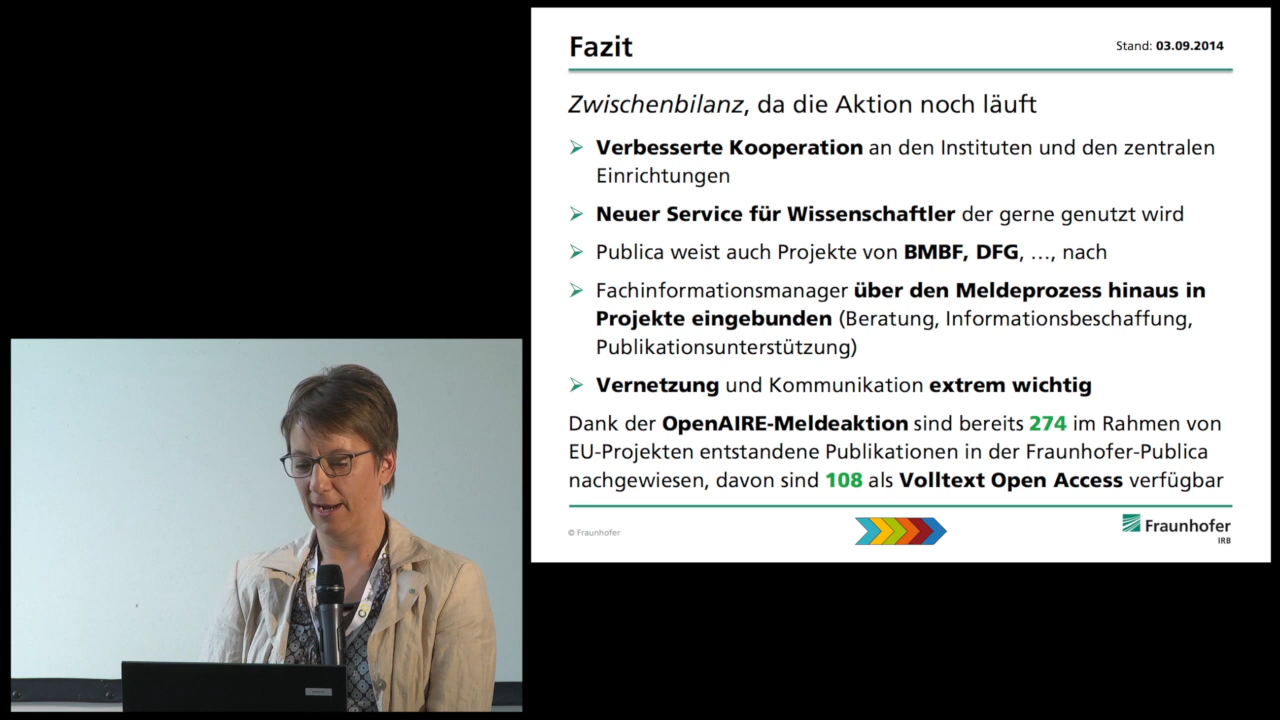 Fazit
Stand: 03.09.2014
Zwischenbilanz, da die Aktion noch läuft
Verbesserte Kooperation an den Instituten und den zentralen
Einrichtungen
Neuer Service für Wissenschaftler der gerne genutzt wird
Publica weist auch Projekte von BMBF, DFG, …, nach
Fachinformationsmanager über den Meldeprozess hinaus in
Projekte eingebunden (Beratung, Informationsbeschaffung,
Publikationsunterstützung)
Vernetzung und Kommunikation extrem wichtig
Dank der OpenAIRE-Meldeaktion sind bereits 274 im Rahmen von
EU-Projekten entstandene Publikationen in der Fraunhofer-Publica
nachgewiesen, davon sind 108 als Volltext Open Access verfügbar
© Fraunhofer
Fraunhofer
IRB